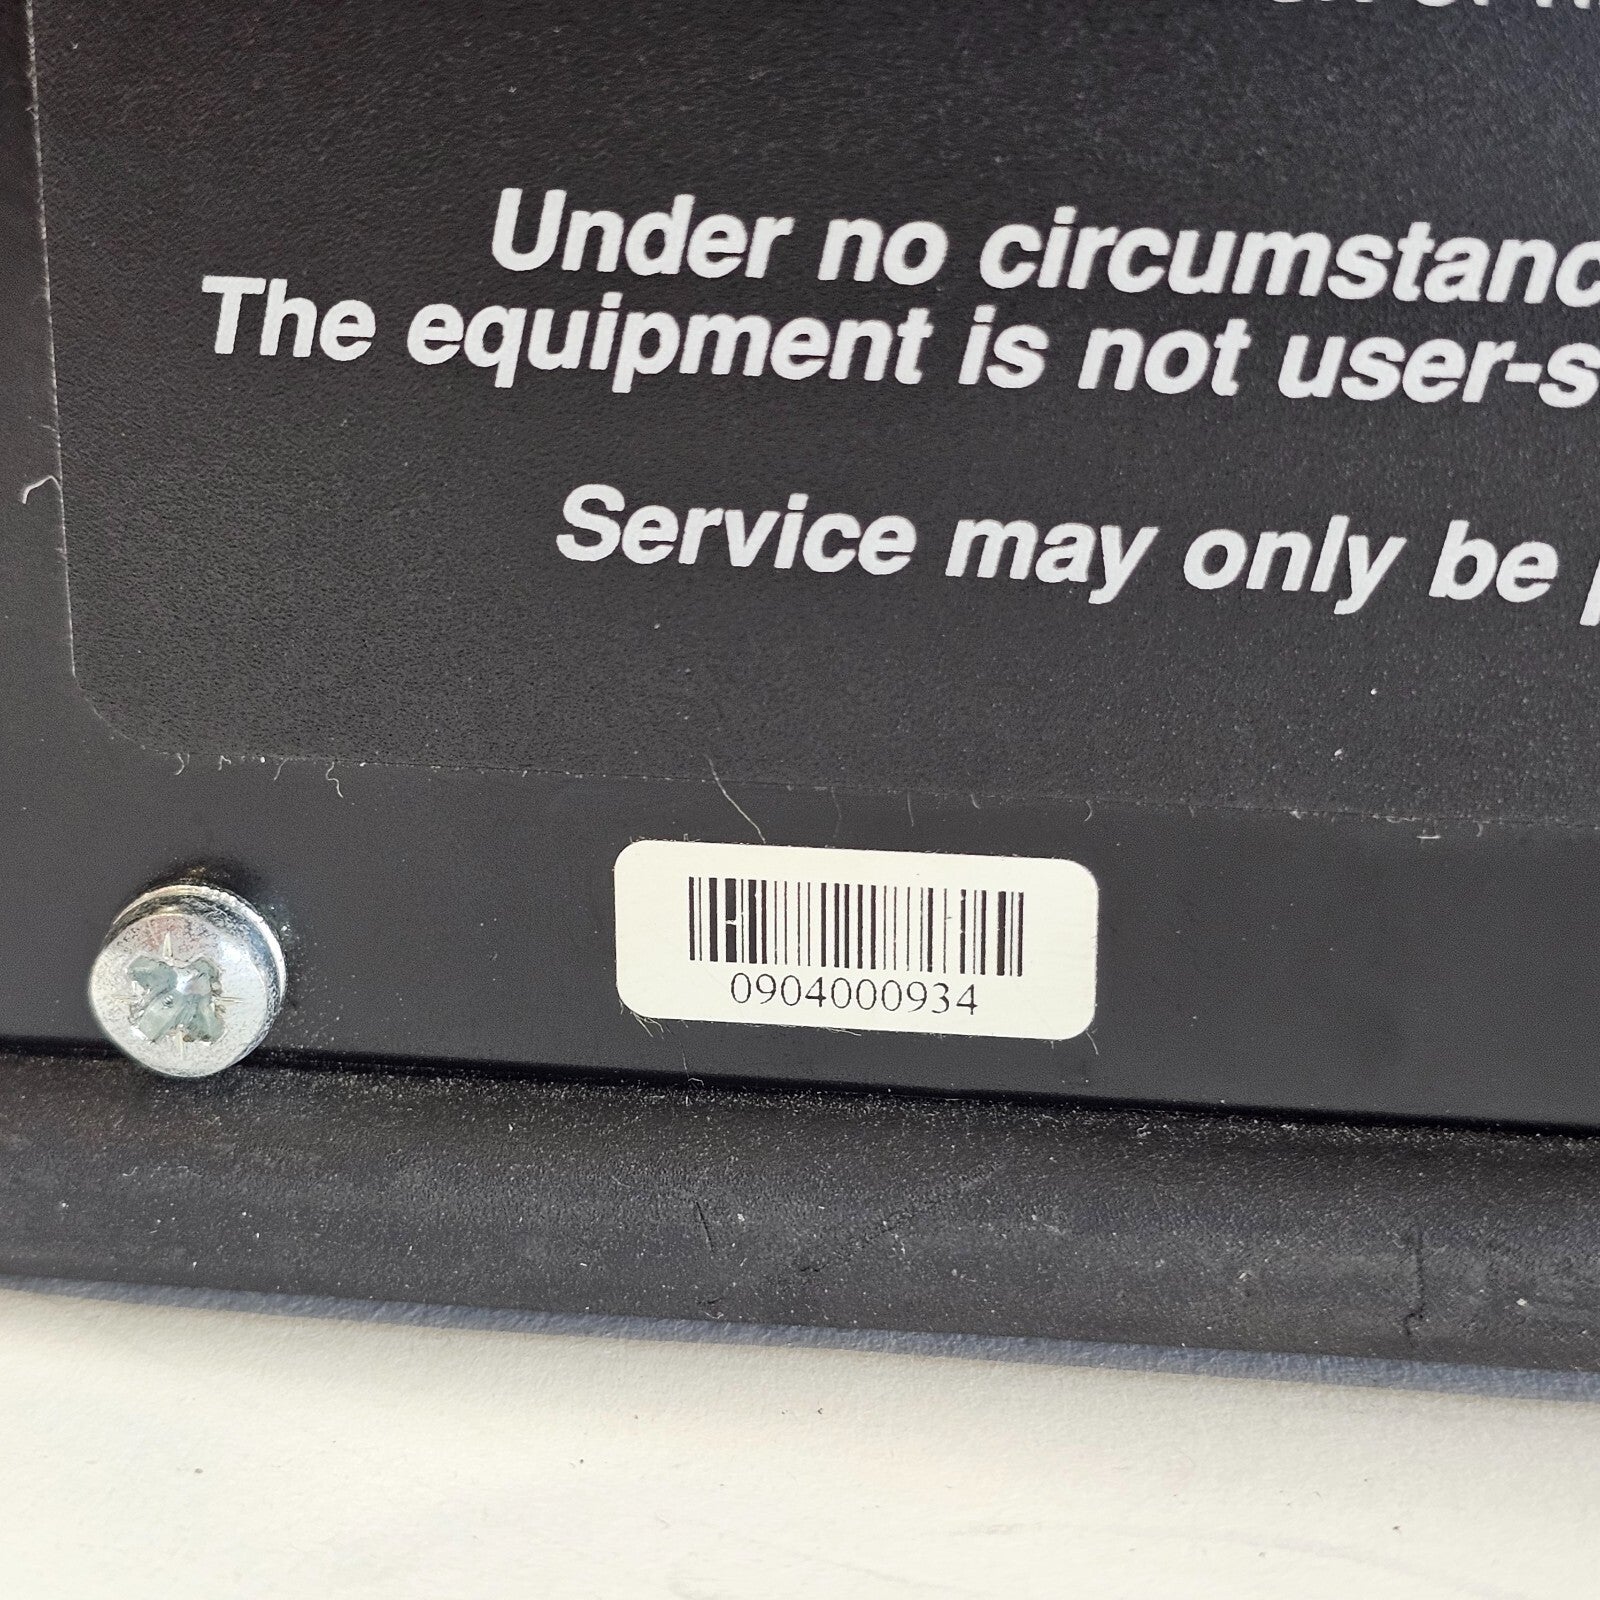 Under no circumstanc
The equipment is not user-s
Service may only be
0904000934